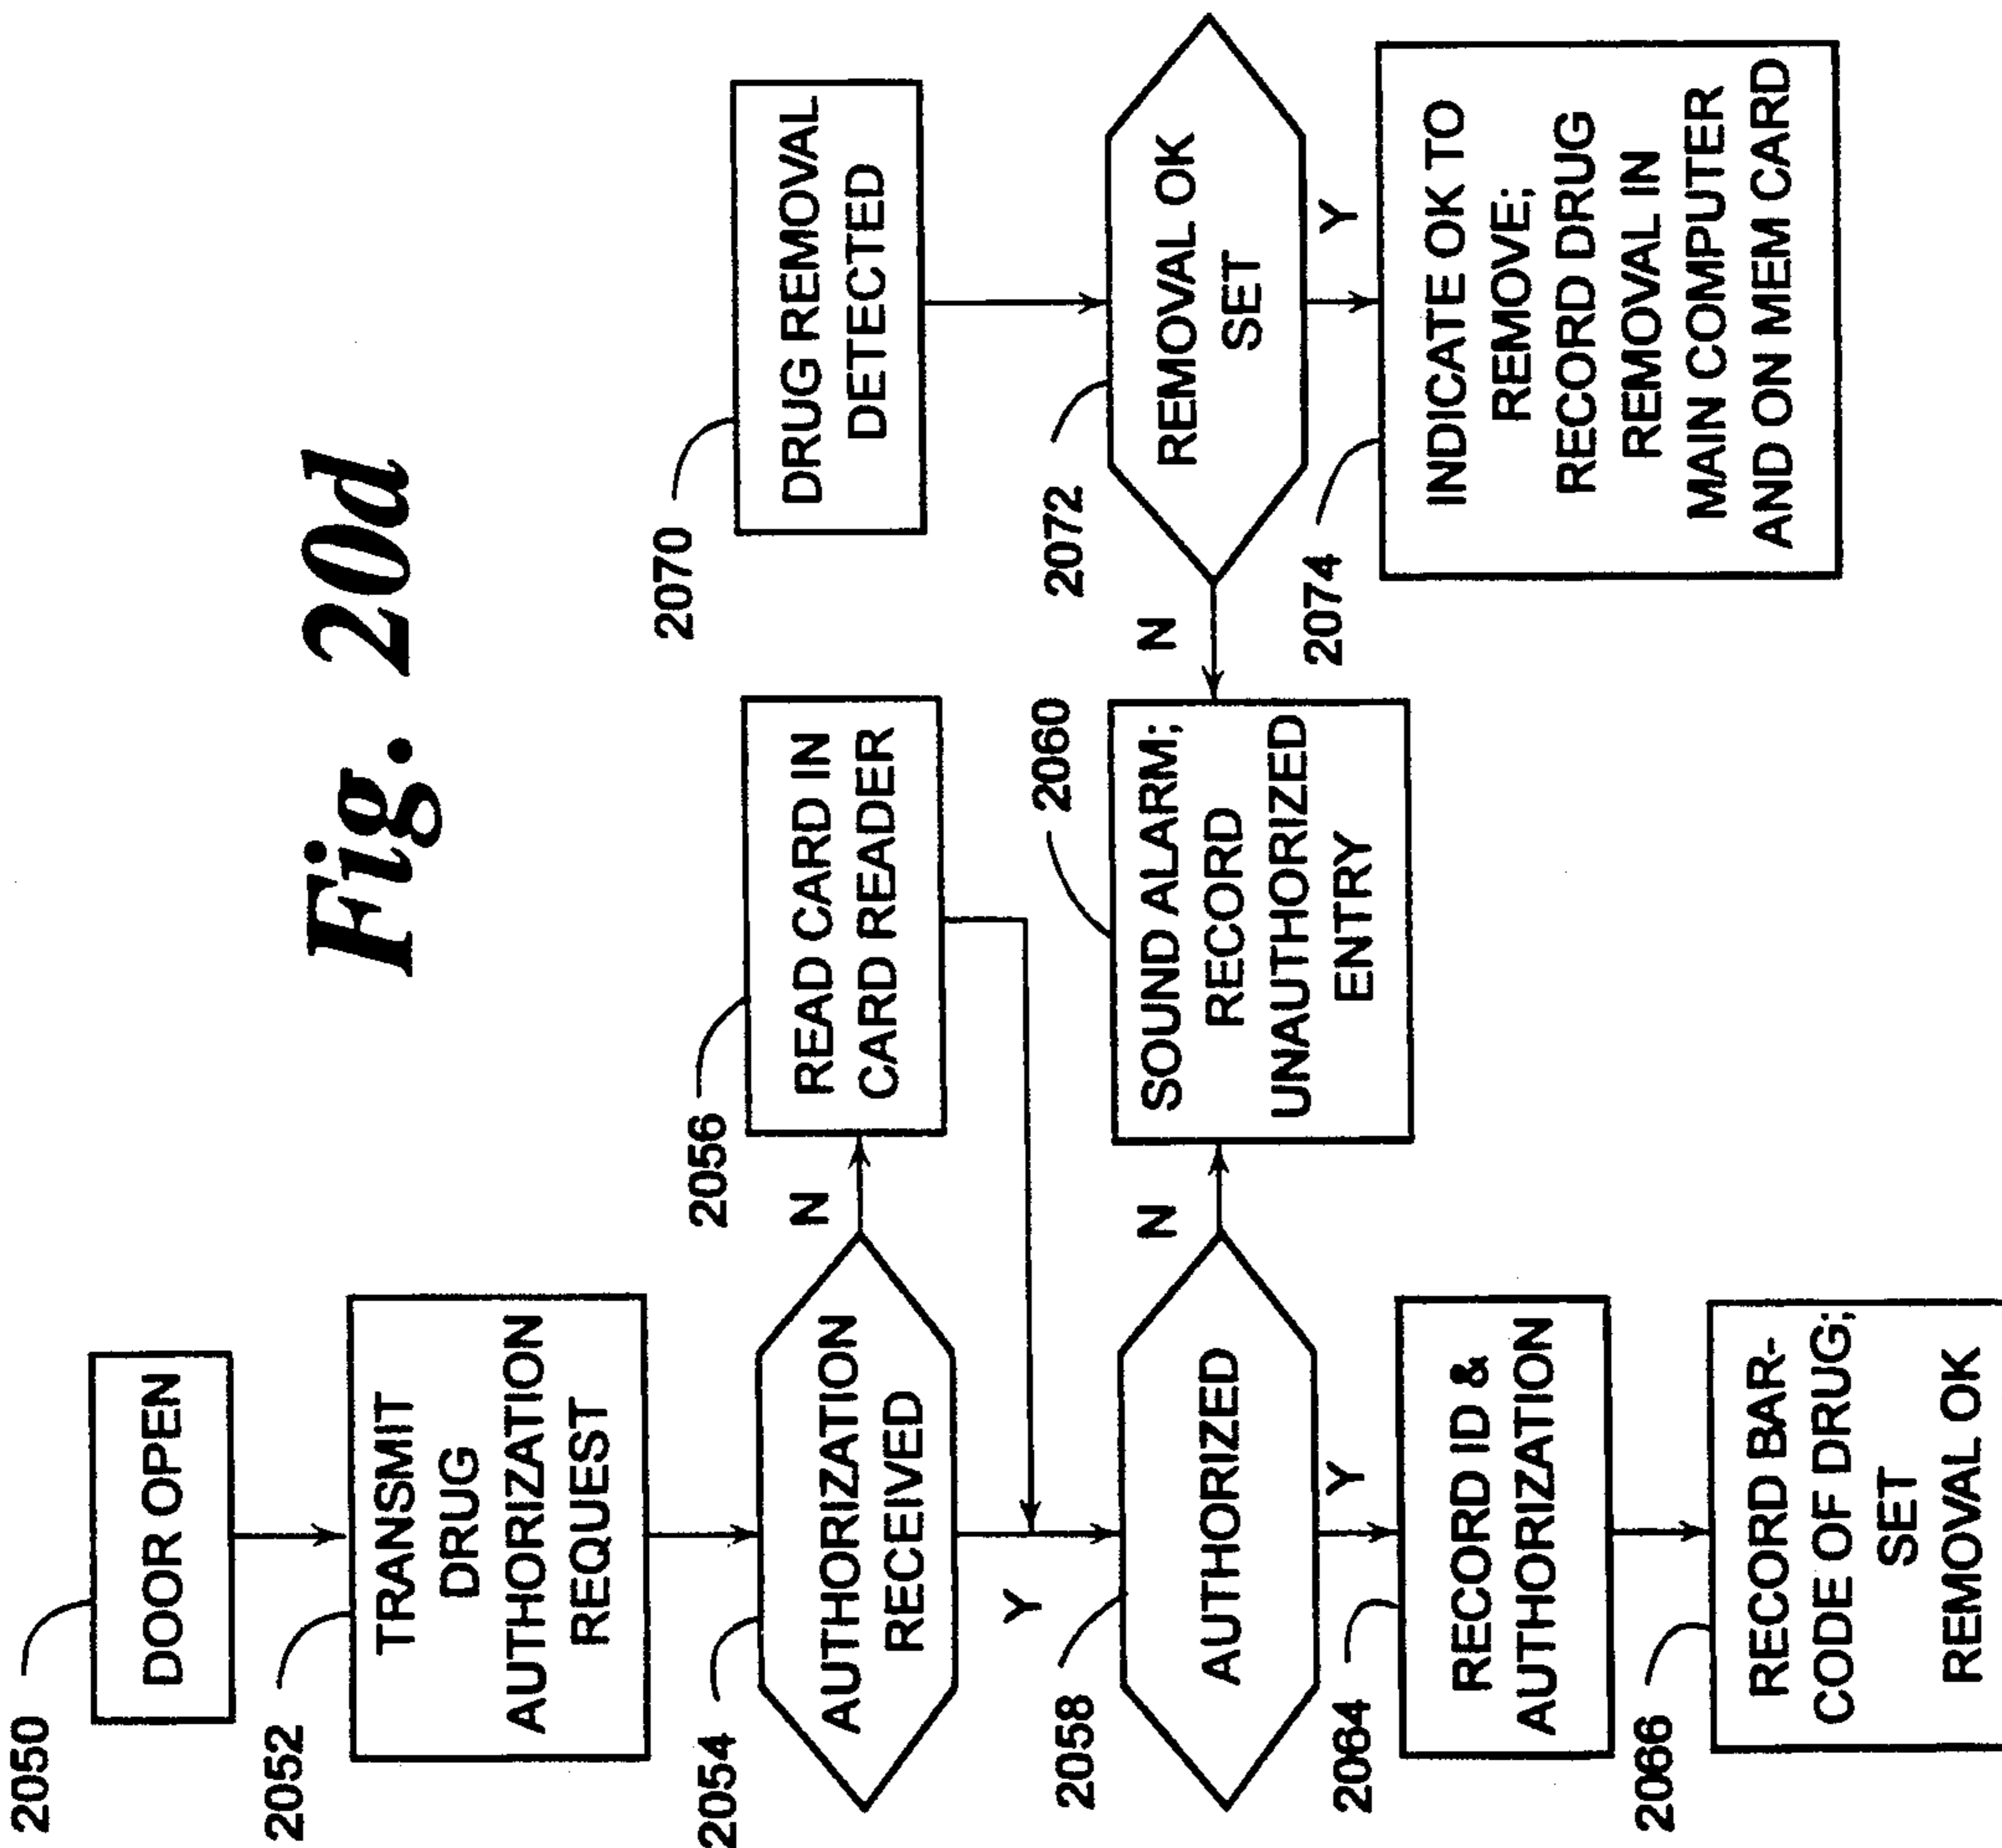 Fig. 20d
2050
DOOR OPEN
2052
TRANSMIT
DRUG
AUTHORIZATION
REQUEST
2054
AUTHORIZATION
RECEIVED
N
Y
2056
READ CARD IN
CARD READER
2058
AUTHORIZED
N
Y
2060
SOUND ALARM;
RECORD
UNAUTHORIZED
ENTRY
2064
RECORD ID &
AUTHORIZATION
2066
RECORD BAR-
CODE OF DRUG;
SET
REMOVAL OK
2070
DRUG REMOVAL
DETECTED
2072
REMOVAL OK
SET
N
Y
2074
INDICATE OK TO
REMOVE;
RECORD DRUG
REMOVAL IN
MAIN COMPUTER
AND ON MEM CARD